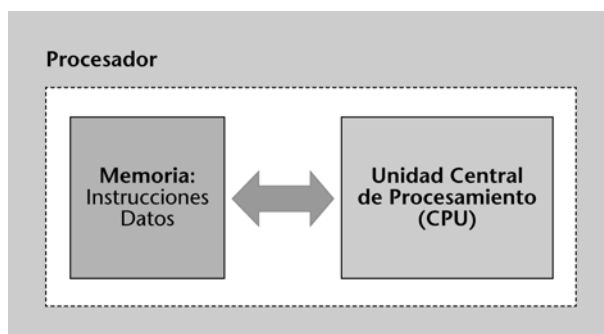 Procesador
Memoria:
Instrucciones
Datos
Unidad Central
de Procesamiento
(CPU)